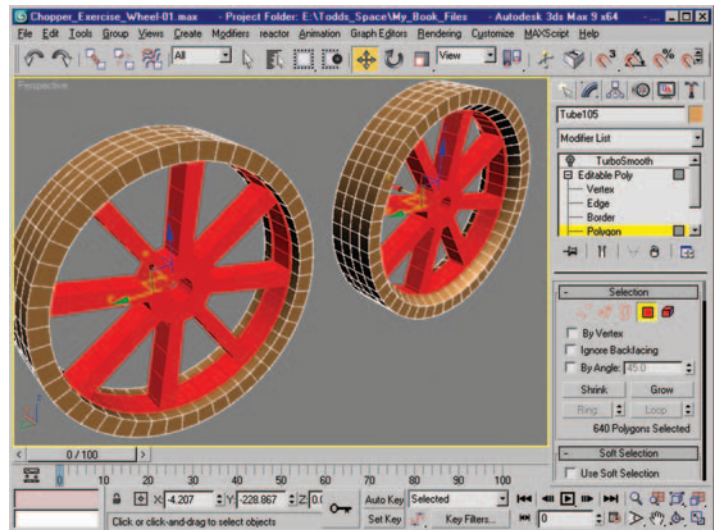 Chopper_Exercise_Wheel-01.max - Project Folder: E:\Todds_Space\My_Book_Files - Autodesk 3ds Max 9 x64 - ...
File Edit Tools Group Views Create Modifiers reactor Animation Graph Editors Rendering Customize MAXScript Help
All
View
3
%
Perspective
Tube105
Modifier List
TurboSmooth
Editable Poly
Vertex
Edge
Border
Polygon
- Selection
By Vertex
Ignore Backfacing
By Angle: 45.0
Shrink Grow
Ring Loop
640 Polygons Selected
- Soft Selection
Use Soft Selection
< 0 / 100 >
0 10 20 30 40 50 60 70 80 90 100
X: -4.207 Y: -228.867 Z: 0.
Auto Key Selected
Click or click-and-drag to select objects
Set Key Key Filters... 0